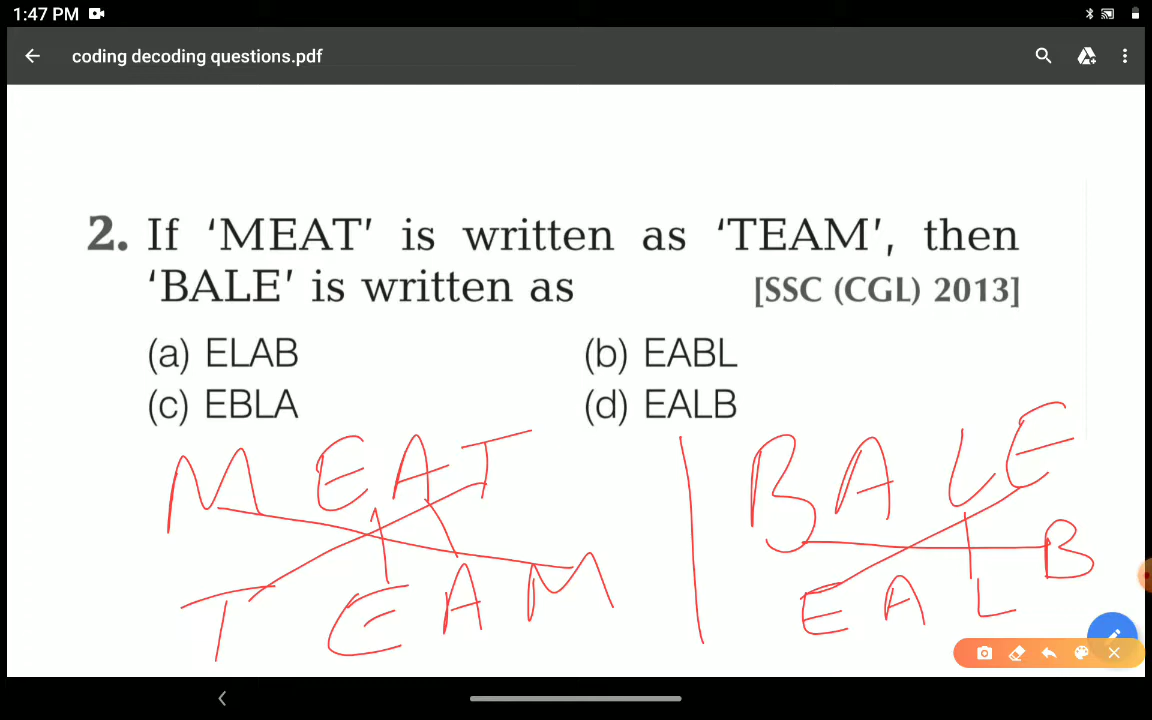 1:47 PM
coding decoding questions.pdf
2. If ‘MEAT’ is written as ‘TEAM’, then
‘BALE’ is written as [SSC (CGL) 2013]
(a) ELAB (b) EABL
(c) EBLA (d) EALB
MEAT BALE
TEAM EALB